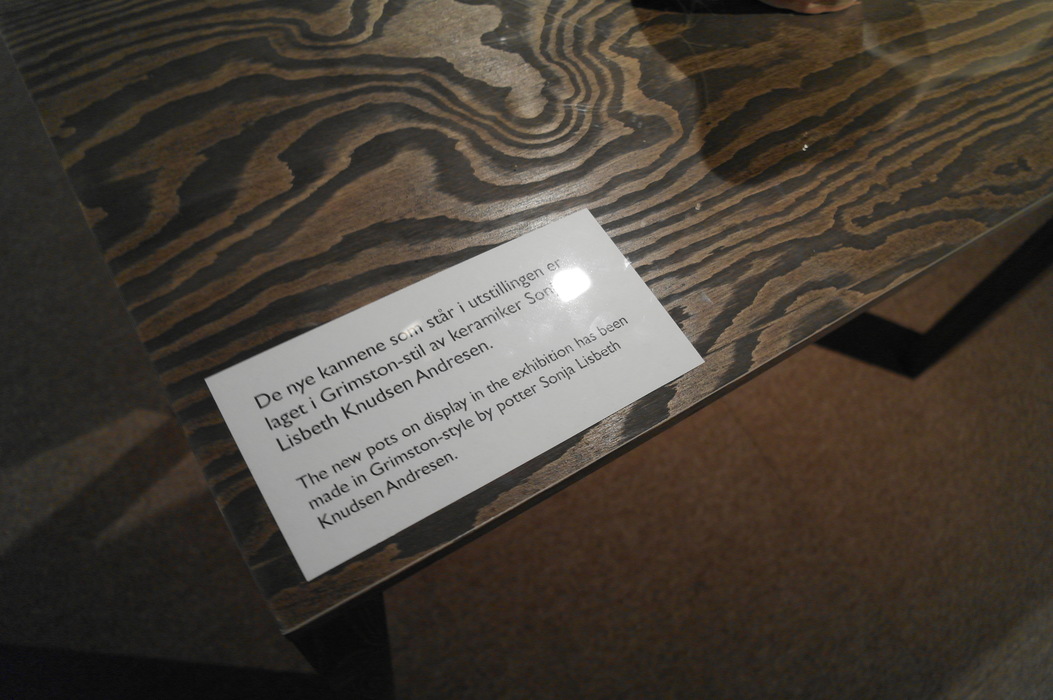 De nye kannene som står i utstillingen er
laget i Grimston-stil av keramiker
Lisbeth Knudsen Andresen.
The new pots on display in the exhibition has been
made in Grimston-style by potter Sonja Lisbeth
Knudsen Andresen.